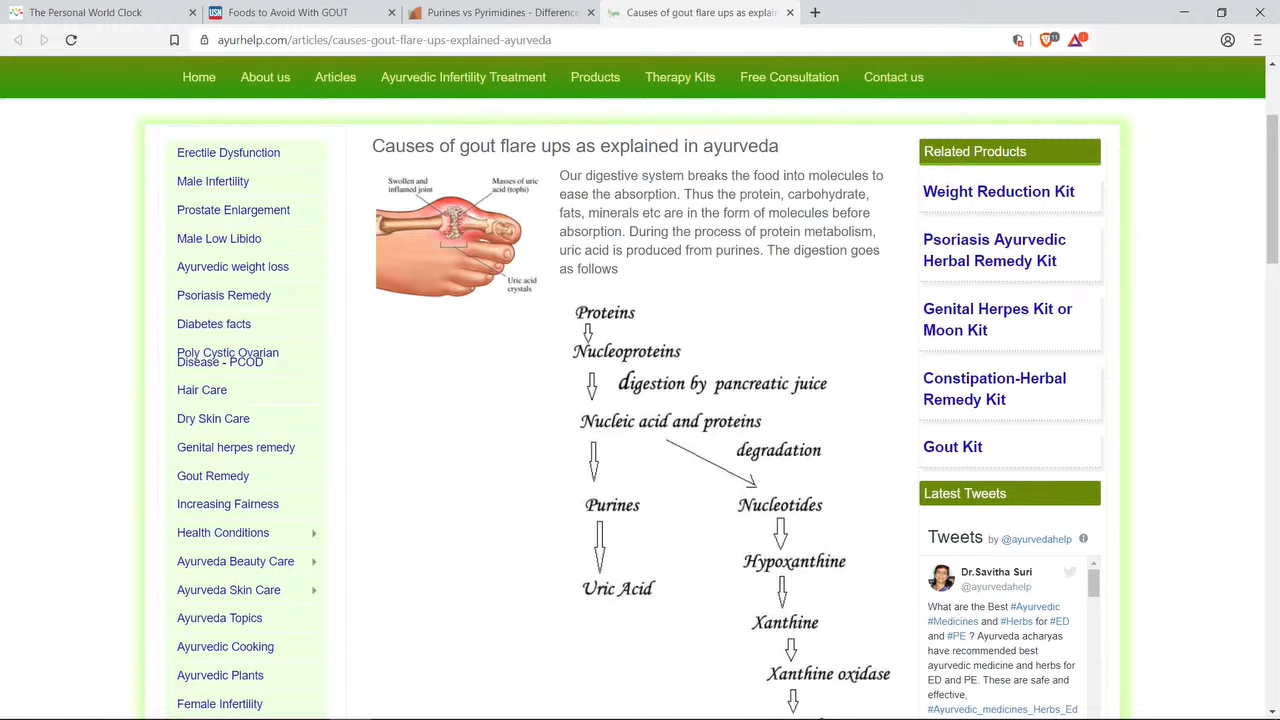 The Personal World Clock
USN Foods to Avoid With GOUT
Purines vs Pyrimidines - Difference
Causes of gout flare ups as explain
ayurhelp.com/articles/causes-gout-flare-ups-explained-ayurveda
11
1
Home About us Articles Ayurvedic Infertility Treatment Products Therapy Kits Free Consultation Contact us
Erectile Dysfunction
Male Infertility
Prostate Enlargement
Male Low Libido
Ayurvedic weight loss
Psoriasis Remedy
Diabetes facts
Poly Cystic Ovarian
Disease - PCOD
Hair Care
Dry Skin Care
Genital herpes remedy
Gout Remedy
Increasing Fairness
Health Conditions
Ayurveda Beauty Care
Ayurveda Skin Care
Ayurveda Topics
Ayurvedic Cooking
Ayurvedic Plants
Female Infertility
Causes of gout flare ups as explained in ayurveda
Swollen and
inflamed joint
Masses of uric
acid (tophi)
Uric acid
crystals
Our digestive system breaks the food into molecules to
ease the absorption. Thus the protein, carbohydrate,
fats, minerals etc are in the form of molecules before
absorption. During the process of protein metabolism,
uric acid is produced from purines. The digestion goes
as follows
Proteins
Nucleoproteins
digestion by pancreatic juice
Nucleic acid and proteins
degradation
Purines
Nucleotides
Hypoxanthine
Uric Acid
Xanthine
Xanthine oxidase
Related Products
Weight Reduction Kit
Psoriasis Ayurvedic
Herbal Remedy Kit
Genital Herpes Kit or
Moon Kit
Constipation-Herbal
Remedy Kit
Gout Kit
Latest Tweets
Tweets by @ayurvedahelp
Dr.Savitha Suri
@ayurvedahelp
What are the Best #Ayurvedic
#Medicines and #Herbs for #ED
and #PE ? Ayurveda acharyas
have recommended best
ayurvedic medicine and herbs for
ED and PE. These are safe and
effective,
#Ayurvedic_medicines_Herbs_Ed